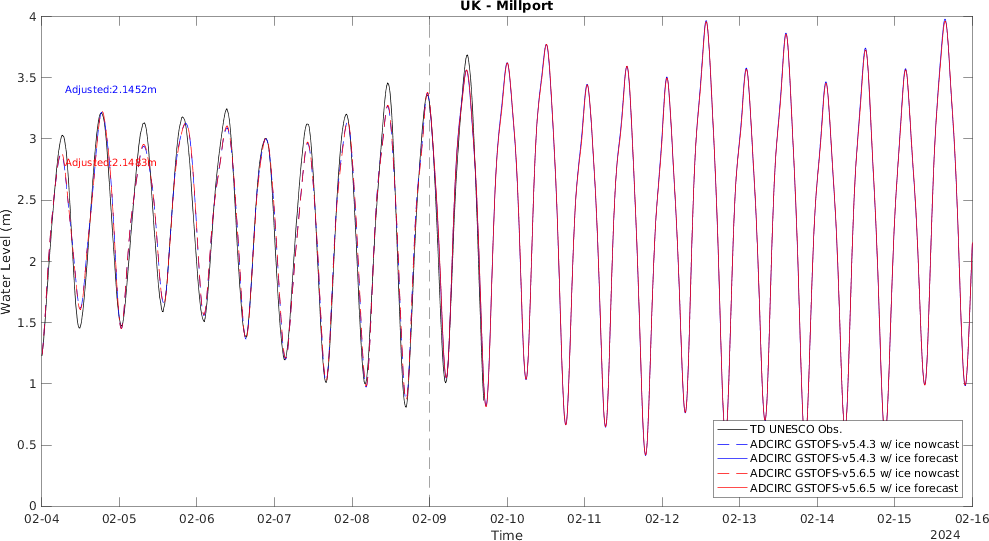 UK - Millport
4
3.5
3
2.5
2
1.5
1
0.5
0
Water Level (m)
Adjusted:2.1452m
Adjusted:2.1483m
TD UNESCO Obs.
ADCIRC GSTOFS-v5.4.3 w/ ice nowcast
ADCIRC GSTOFS-v5.4.3 w/ ice forecast
ADCIRC GSTOFS-v5.6.5 w/ ice nowcast
ADCIRC GSTOFS-v5.6.5 w/ ice forecast
02-04 02-05 02-06 02-07 02-08 02-09 02-10 02-11 02-12 02-13 02-14 02-15 02-16
Time
2024